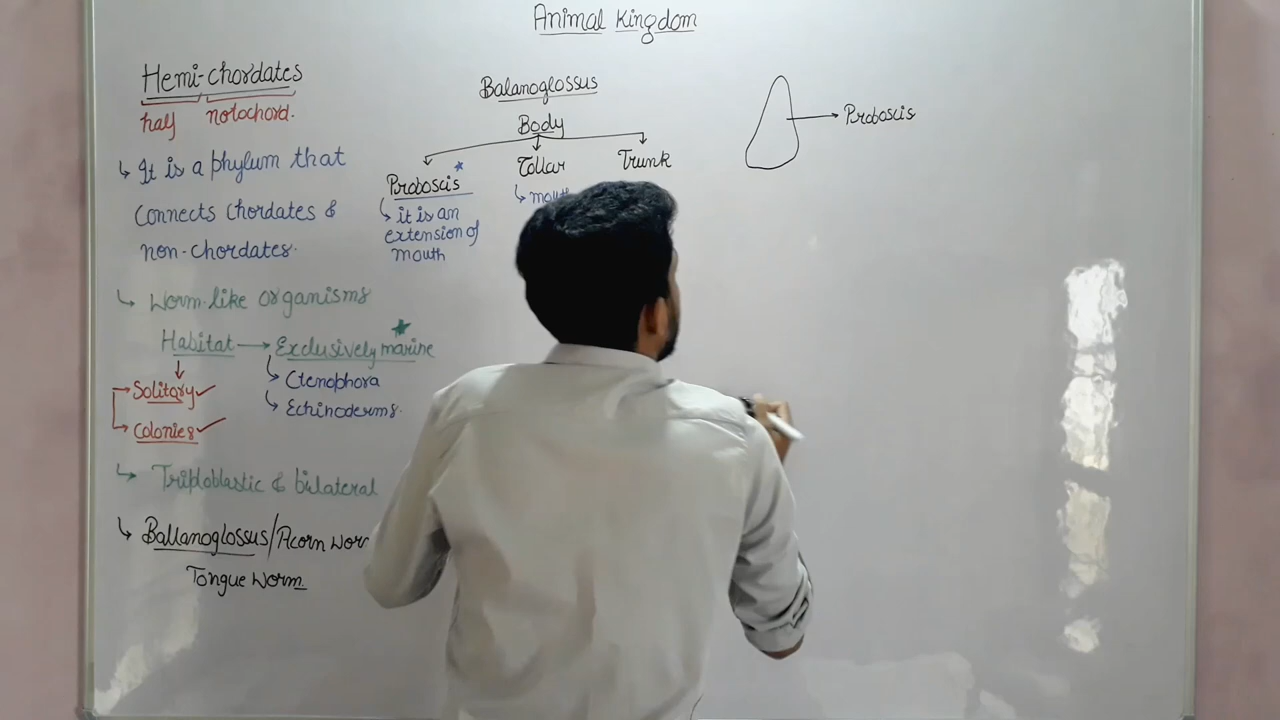 Animal Kingdom
Hemi-chordates
half notochord.
↳ It is a phylum that
connects chordates &
non-chordates.
↳ Worm-like organisms
Habitat → Exclusively marine
Solitary ✓
Colonies ✓
↳ Ctenophora
↳ Echinoderms.
↳ Triploblastic & bilateral
↳ Ballanoglossus/Acorn wor
Tongue worm
Balanoglossus
Body
Proboscis
↳ it is an
extension of
mouth
Collar
↳ mouth
Trunk
Proboscis